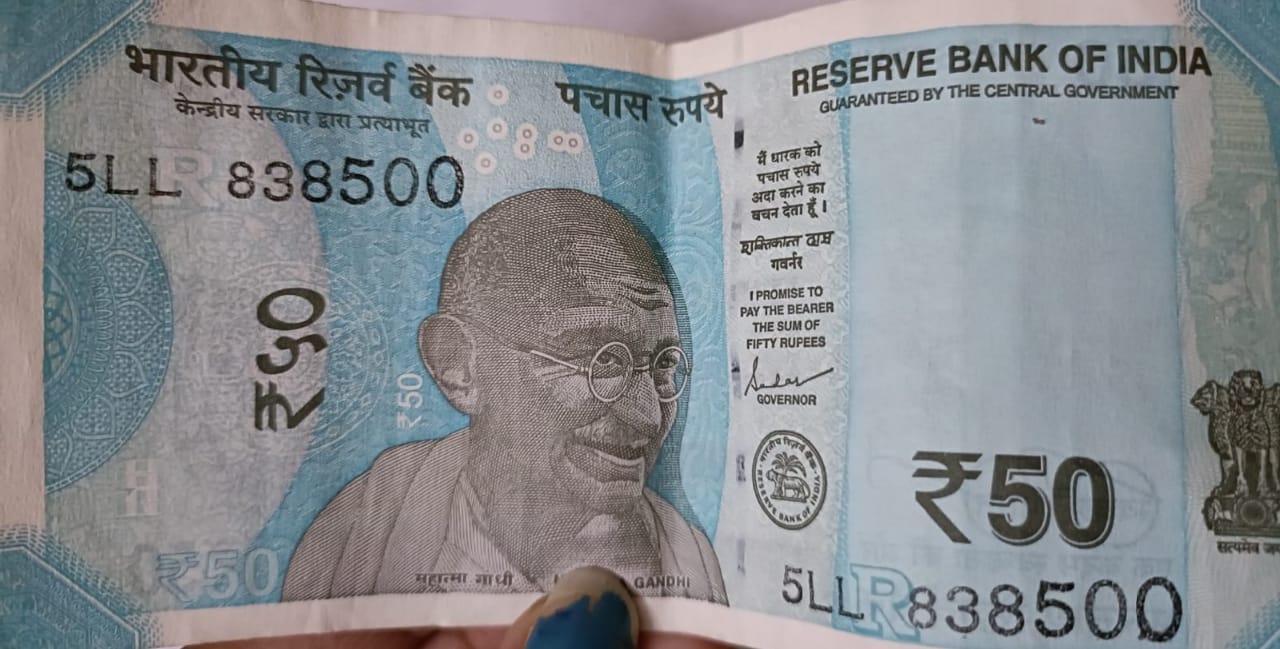 भारतीय रिज़र्व बैंक
केन्द्रीय सरकार द्वारा प्रत्याभूत
पचास रुपये
RESERVE BANK OF INDIA
GUARANTEED BY THE CENTRAL GOVERNMENT
5LL 838500
₹५०
₹50
मैं धारक को
पचास रुपये
अदा करने का
वचन देता हूँ।
शक्तिकान्त दास
गवर्नर
I PROMISE TO
PAY THE BEARER
THE SUM OF
FIFTY RUPEES
GOVERNOR
भारतीय रिज़र्व बैंक
RESERVE BANK OF INDIA
₹50
₹50
महात्मा गाधी
GANDHI
5LL R 838500
सत्यमेव